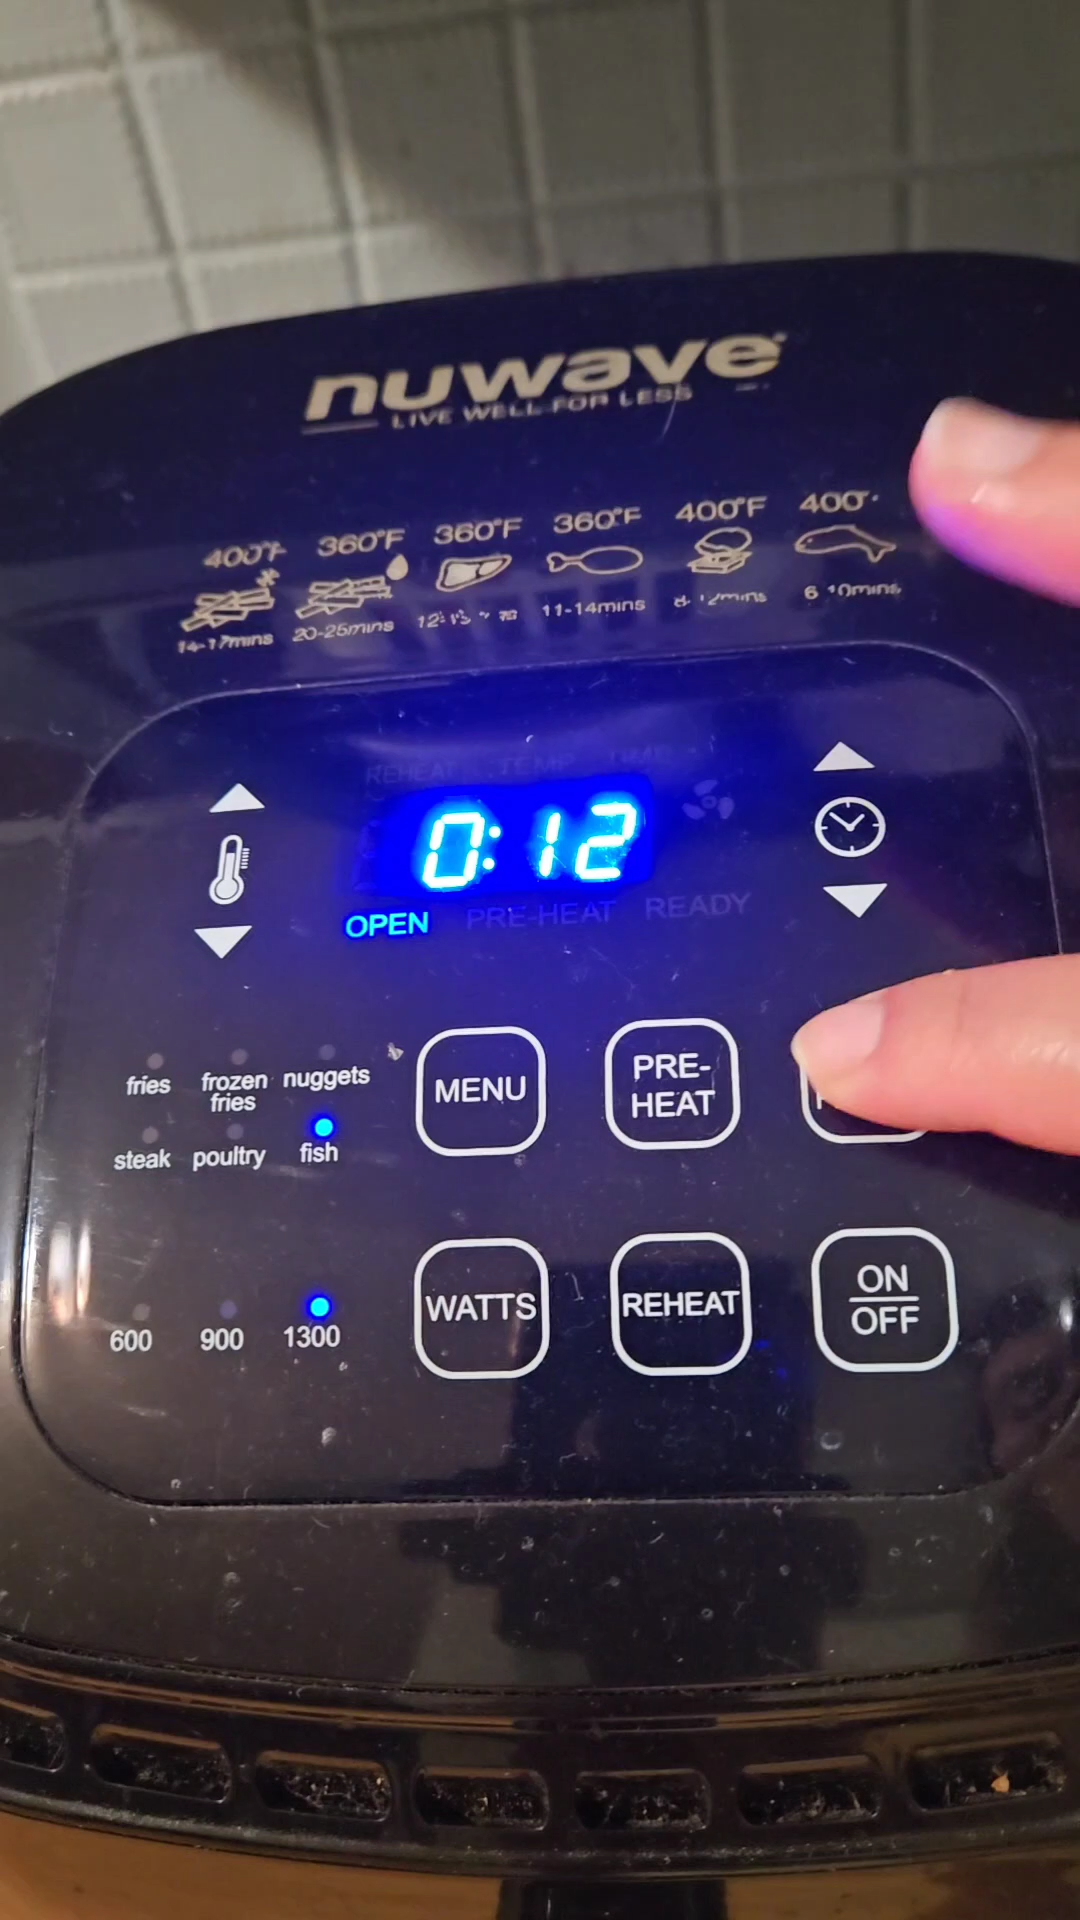 nuwave
LIVE WELL FOR LESS
400°F 360°F 360°F 360°F 400°F 400°
14-17mins 20-25mins 11-14mins 6-10mins
REHEAT TEMP TIME
0:12
OPEN PRE-HEAT READY
fries frozen fries nuggets
steak poultry fish
MENU
PRE-
HEAT
600 900 1300
WATTS
REHEAT
ON
OFF